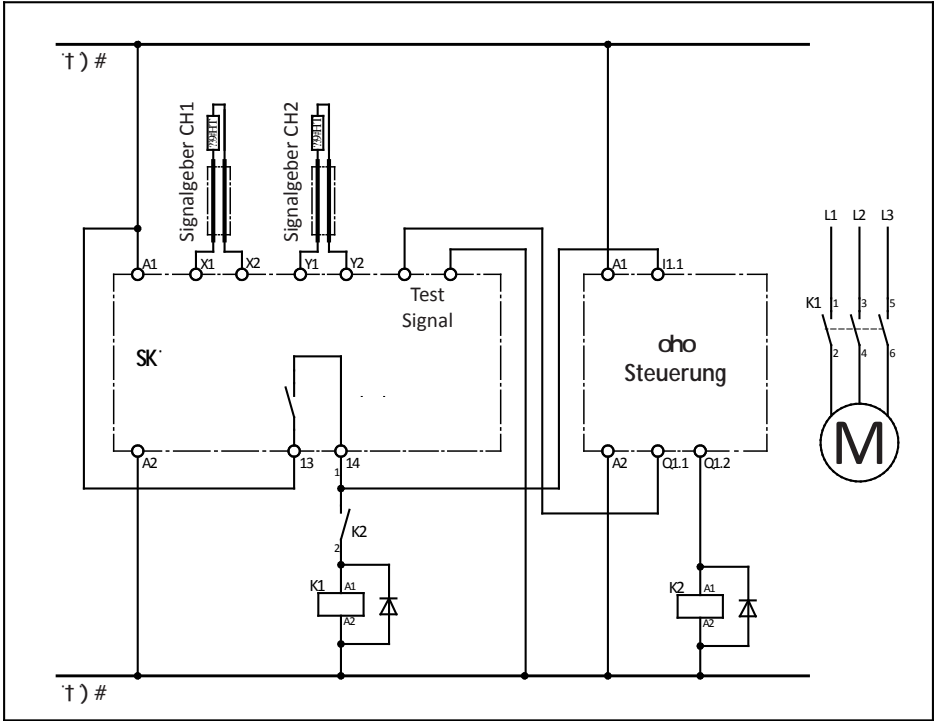 Signalgeber CH1
Signalgeber CH2
L1 L2 L3
A1 X1 X2 Y1 Y2 A1 I1.1
Test
Signal
K1 1 3 5
2 4 6
SK
Steuerung
M
A2 13 14 A2 Q1.1 Q1.2
1
K2
2
K1 A1
A2
K2 A1
A2